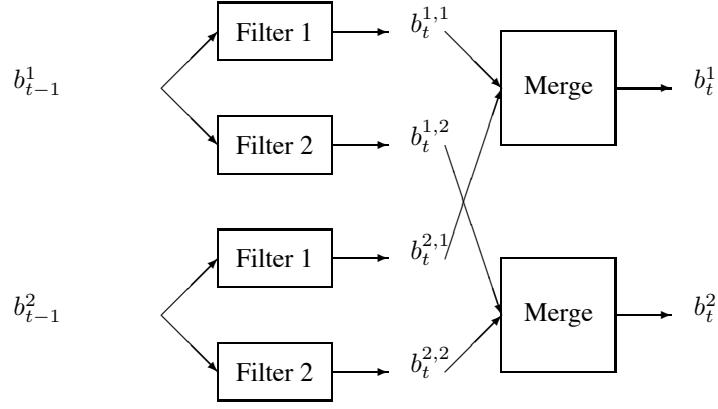 Filter 1 b_t^{1,1}
b_{t-1}^1 Merge b_t^1
Filter 2 b_t^{1,2}
Filter 1 b_t^{2,1}
b_{t-1}^2 Merge b_t^2
Filter 2 b_t^{2,2}